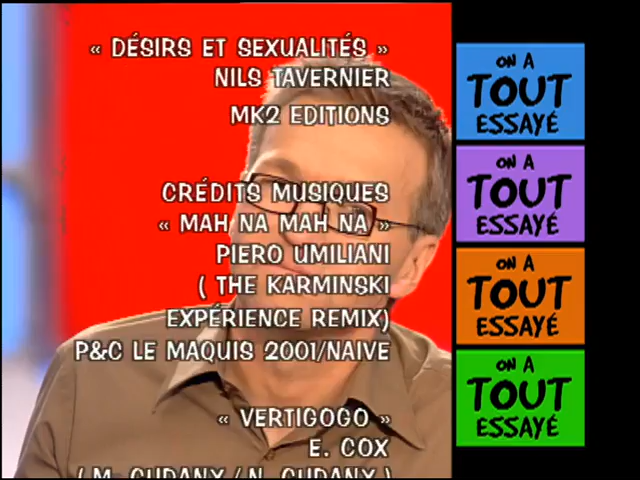 « DÉSIRS ET SEXUALITÉS »
NILS TAVERNIER
MK2 EDITIONS
CRÉDITS MUSIQUES
« MAH NA MAH NA »
PIERO UMILIANI
( THE KARMINSKI
EXPÉRIENCE REMIX)
P&C LE MAQUIS 2001/NAIVE
« VERTIGOGO »
E. COX
ON A
TOUT
ESSAYÉ
ON A
TOUT
ESSAYÉ
ON A
TOUT
ESSAYÉ
ON A
TOUT
ESSAYÉ